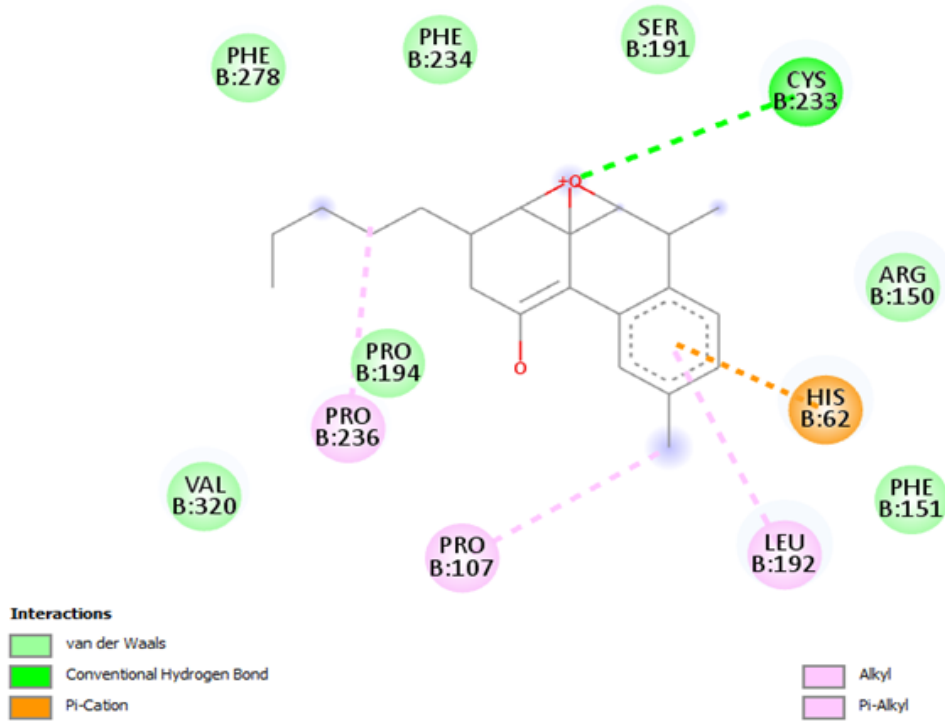 PHE
B:278
PHE
B:234
SER
B:191
CYS
B:233
+O
ARG
B:150
PRO
B:194
O
HIS
B:62
PRO
B:236
VAL
B:320
PHE
B:151
PRO
B:107
LEU
B:192
Interactions
van der Waals
Conventional Hydrogen Bond
Pi-Cation
Alkyl
Pi-Alkyl